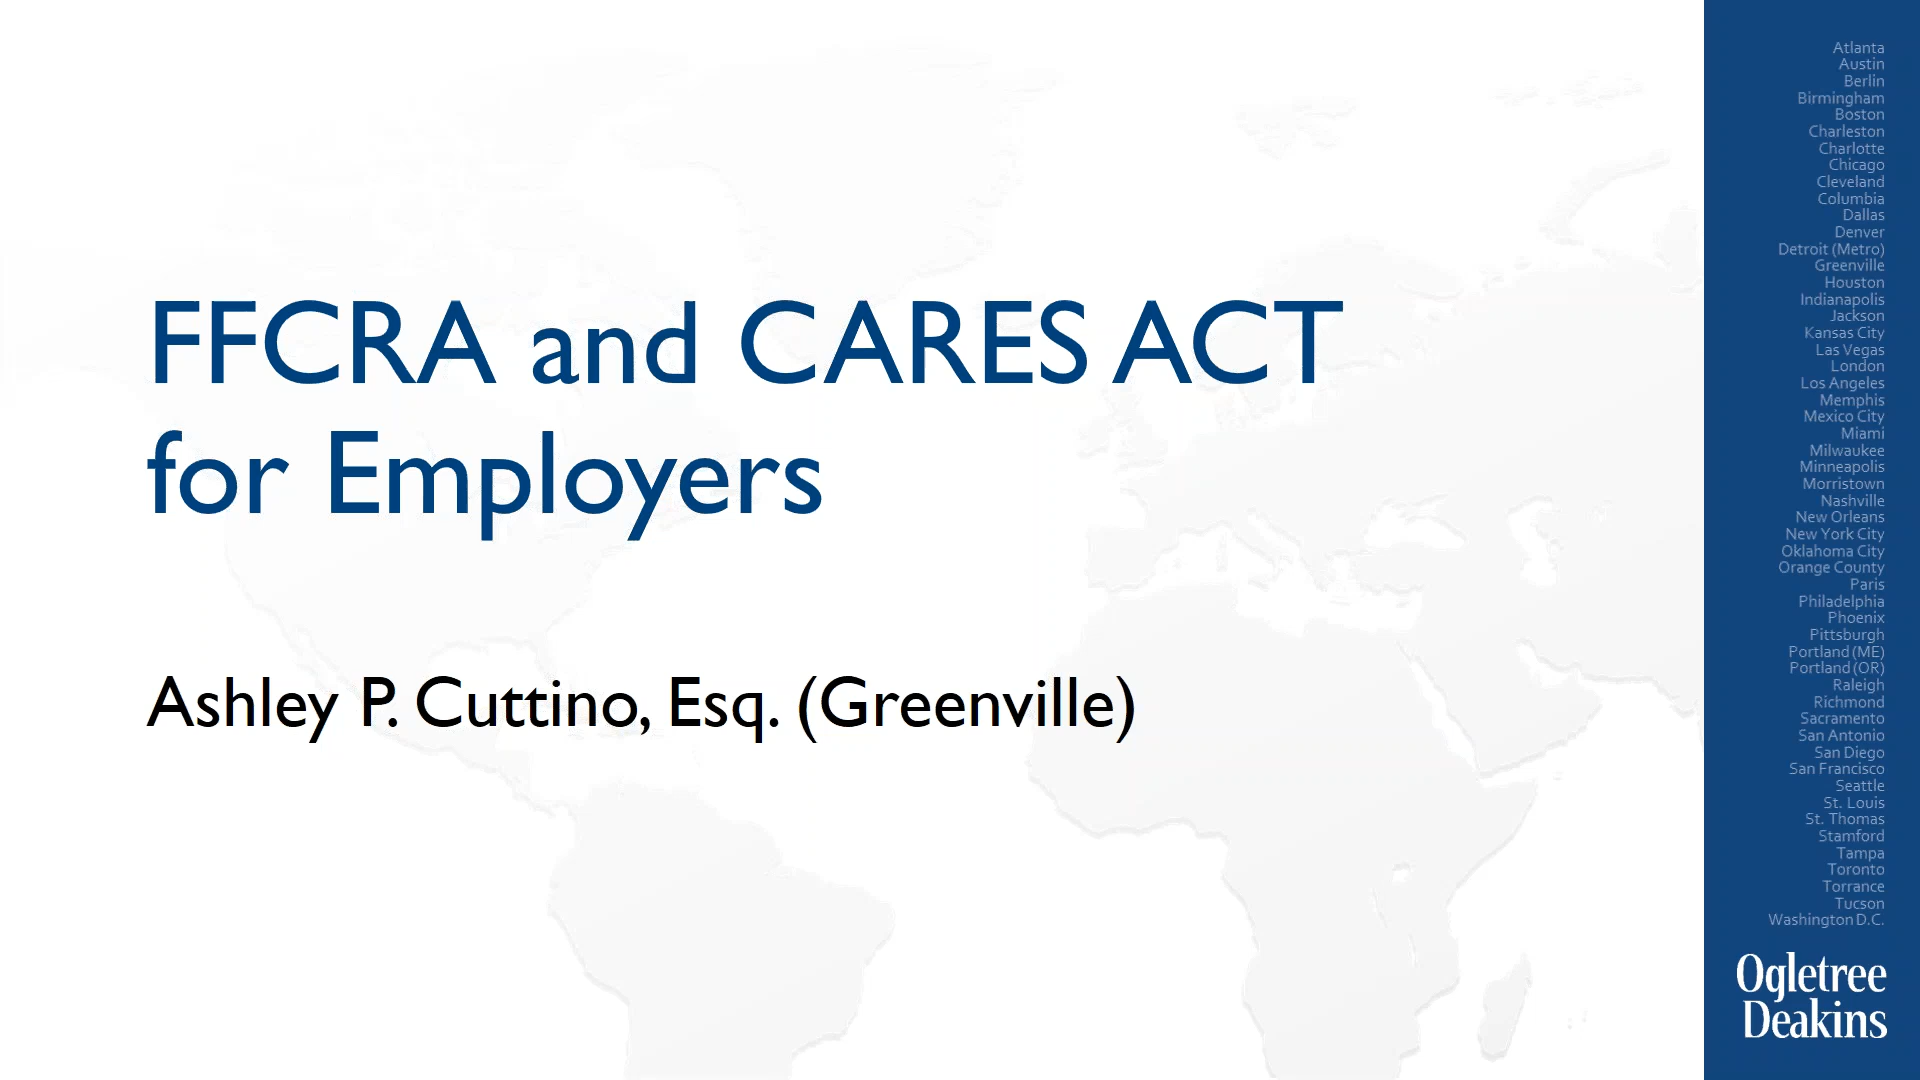 FFCRA and CARES ACT
for Employers
Ashley P. Cuttino, Esq. (Greenville)
Atlanta
Austin
Berlin
Birmingham
Boston
Charleston
Charlotte
Chicago
Cleveland
Columbia
Dallas
Denver
Detroit (Metro)
Greenville
Houston
Indianapolis
Jackson
Kansas City
Las Vegas
London
Los Angeles
Memphis
Mexico City
Miami
Milwaukee
Minneapolis
Morristown
Nashville
New Orleans
New York City
Oklahoma City
Orange County
Paris
Philadelphia
Phoenix
Pittsburgh
Portland (ME)
Portland (OR)
Raleigh
Richmond
Sacramento
San Antonio
San Diego
San Francisco
Seattle
St. Louis
St. Thomas
Stamford
Tampa
Toronto
Torrance
Tucson
Washington D.C.
Ogletree
Deakins